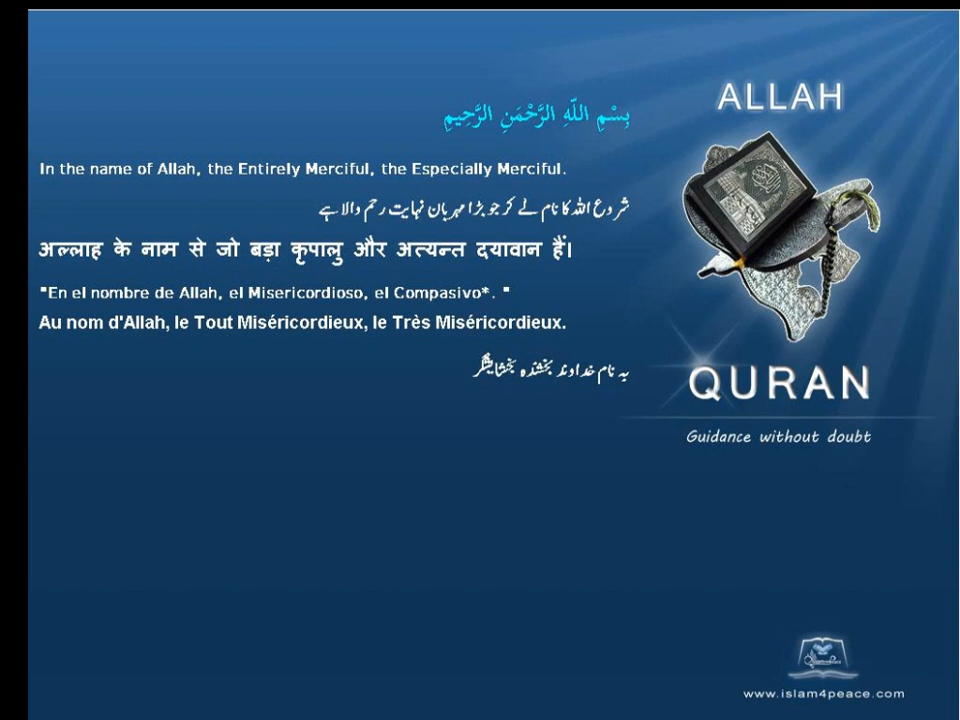 بِسْمِ اللّهِ الرَّحْمَنِ الرَّحِيمِ
In the name of Allah, the Entirely Merciful, the Especially Merciful.
شروع الله کا نام لے کر جو بڑا مہربان نہایت رحم والا ہے
अल्लाह के नाम से जो बड़ा कृपालु और अत्यन्त दयावान हैं।
"En el nombre de Allah, el Misericordioso, el Compasivo*. "
Au nom d'Allah, le Tout Miséricordieux, le Très Miséricordieux.
به نام خداوند بخشنده بخشایشگر
ALLAH
QURAN
Guidance without doubt
www.islam4peace.com